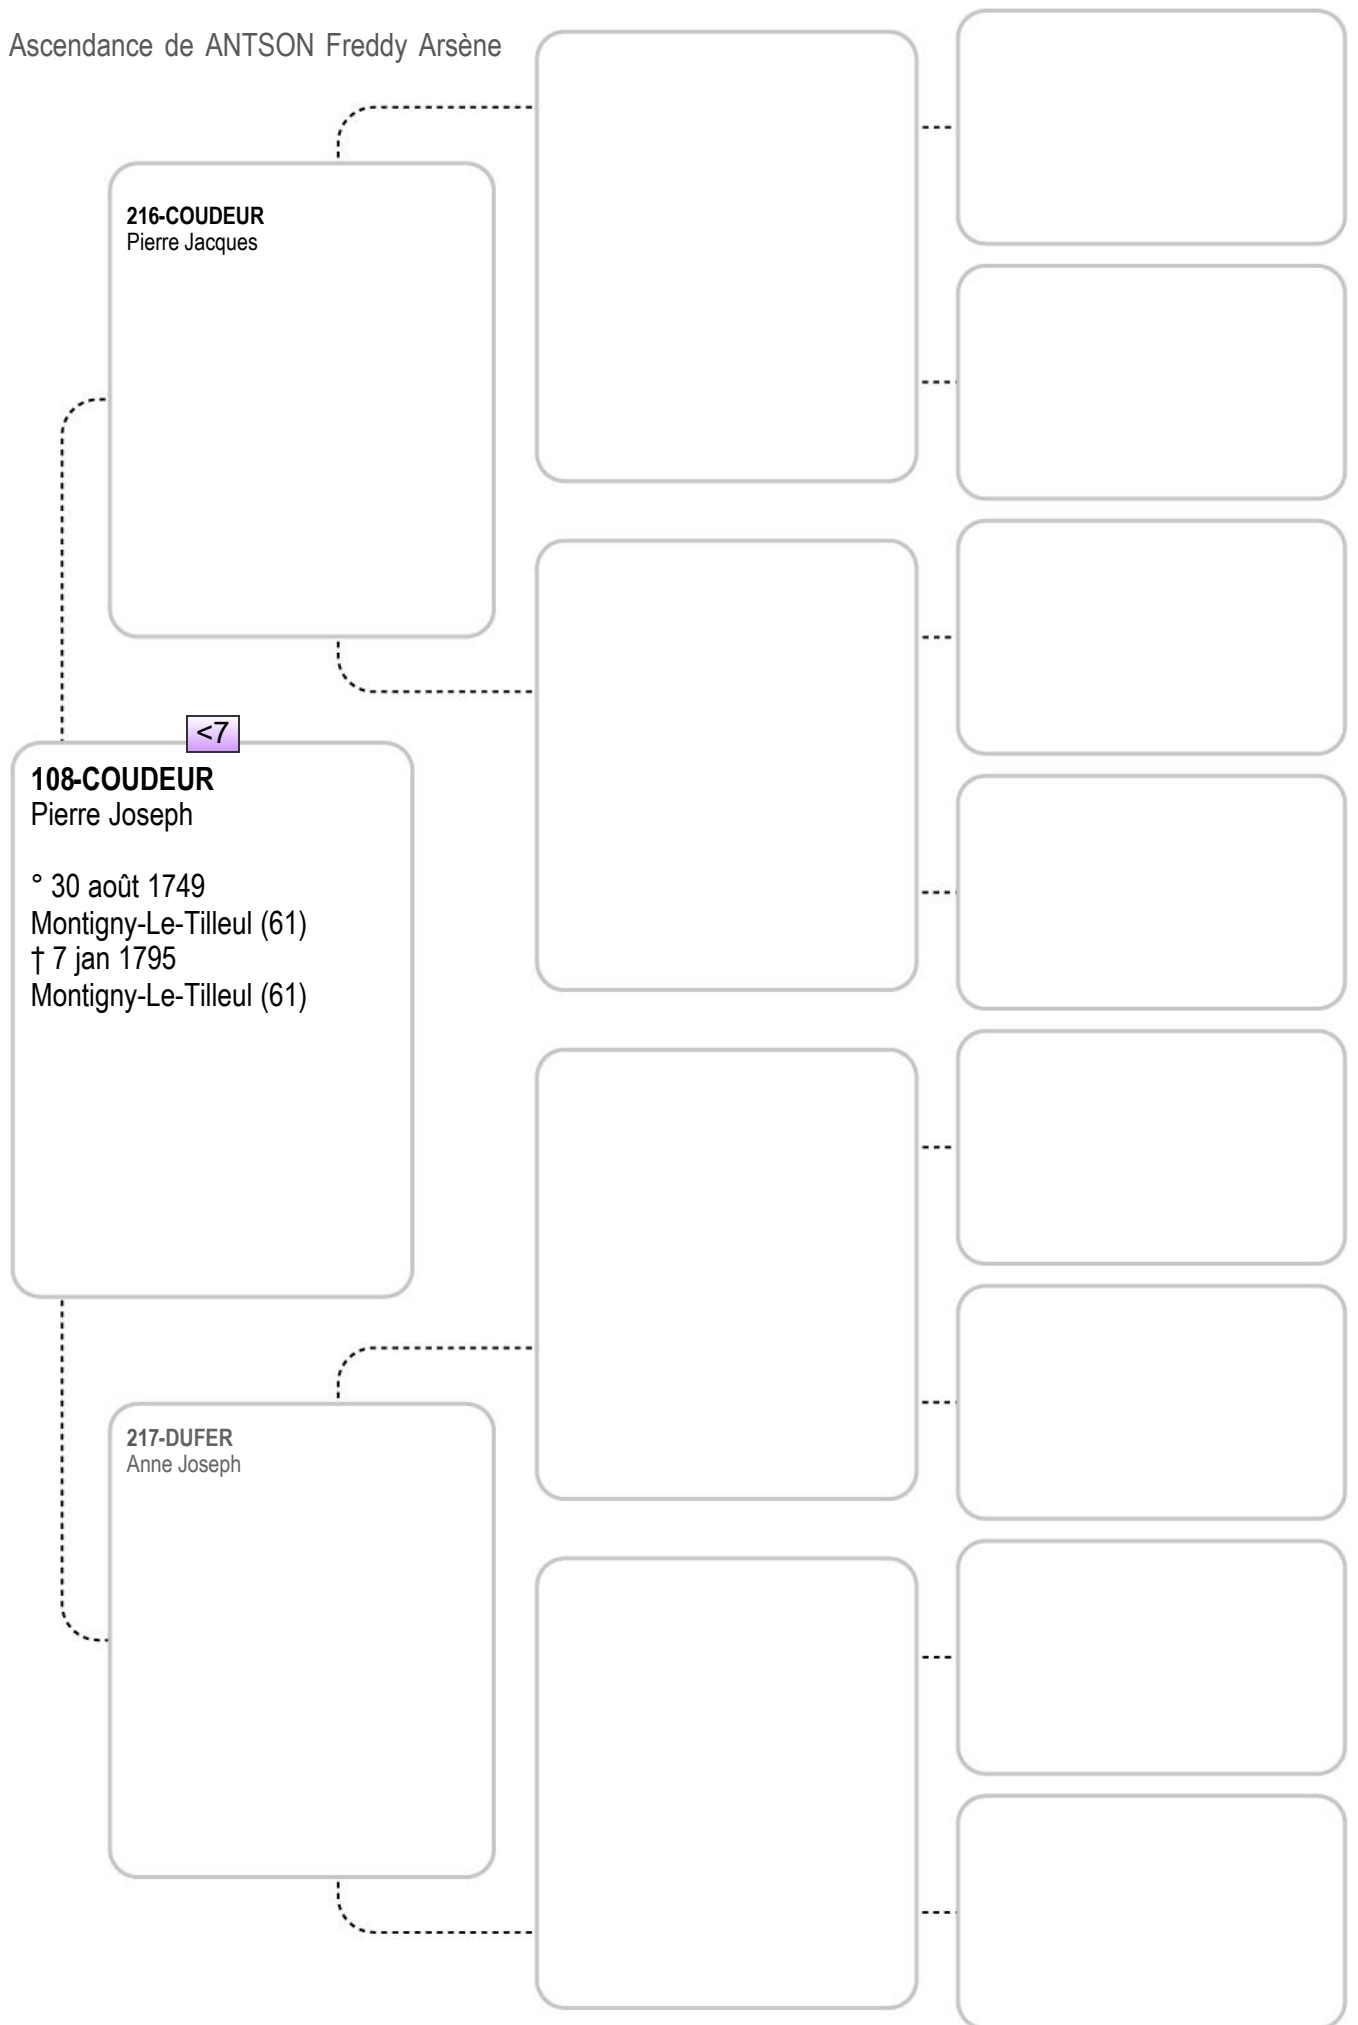 Ascendance de ANTSON Freddy Arsène
216-COUDEUR
Pierre Jacques
<7
108-COUDEUR
Pierre Joseph
° 30 août 1749
Montigny-Le-Tilleul (61)
† 7 jan 1795
Montigny-Le-Tilleul (61)
217-DUFER
Anne Joseph